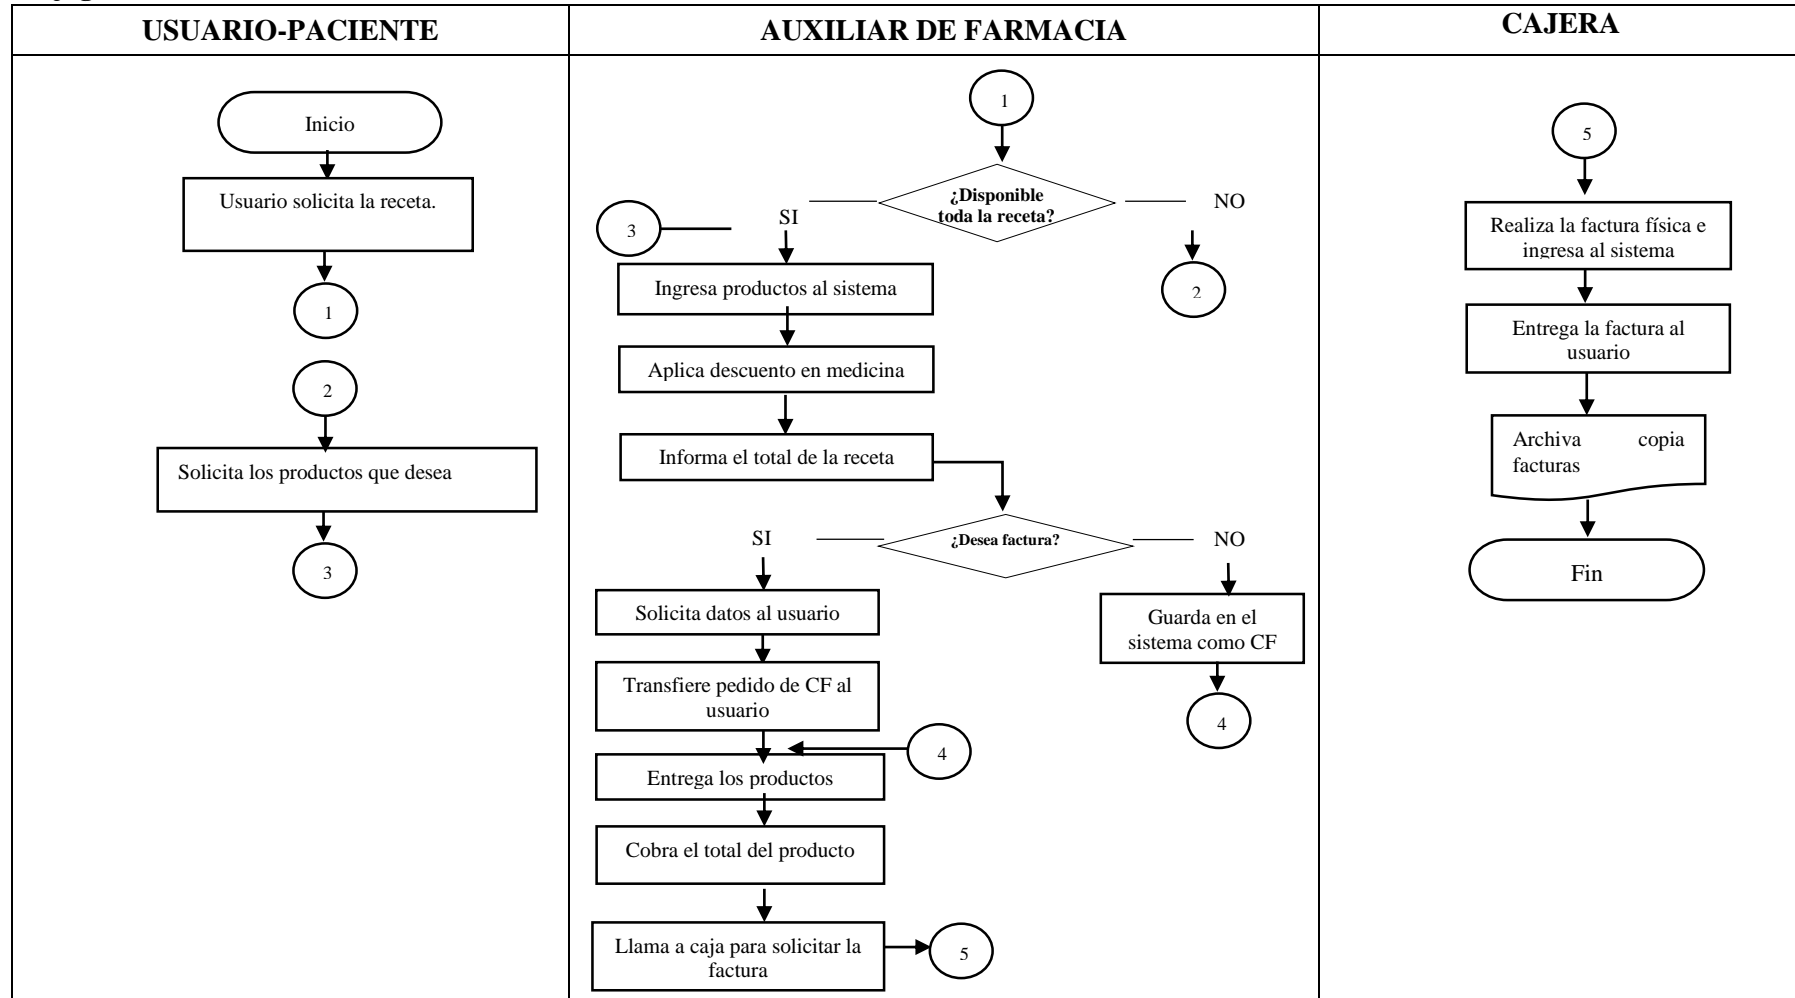 USUARIO-PACIENTE
AUXILIAR DE FARMACIA
CAJERA
Inicio
Usuario solicita la receta.
1
2
Solicita los productos que desea
3
1
¿Disponible
toda la receta?
SI
NO
3
2
Ingresa productos al sistema
Aplica descuento en medicina
Informa el total de la receta
¿Desea factura?
SI
NO
Solicita datos al usuario
Guarda en el
sistema como CF
Transfiere pedido de CF al
usuario
4
4
Entrega los productos
Cobra el total del producto
Llama a caja para solicitar la
factura
5
5
Realiza la factura física e
ingresa al sistema
Entrega la factura al
usuario
Archiva copia
facturas
Fin